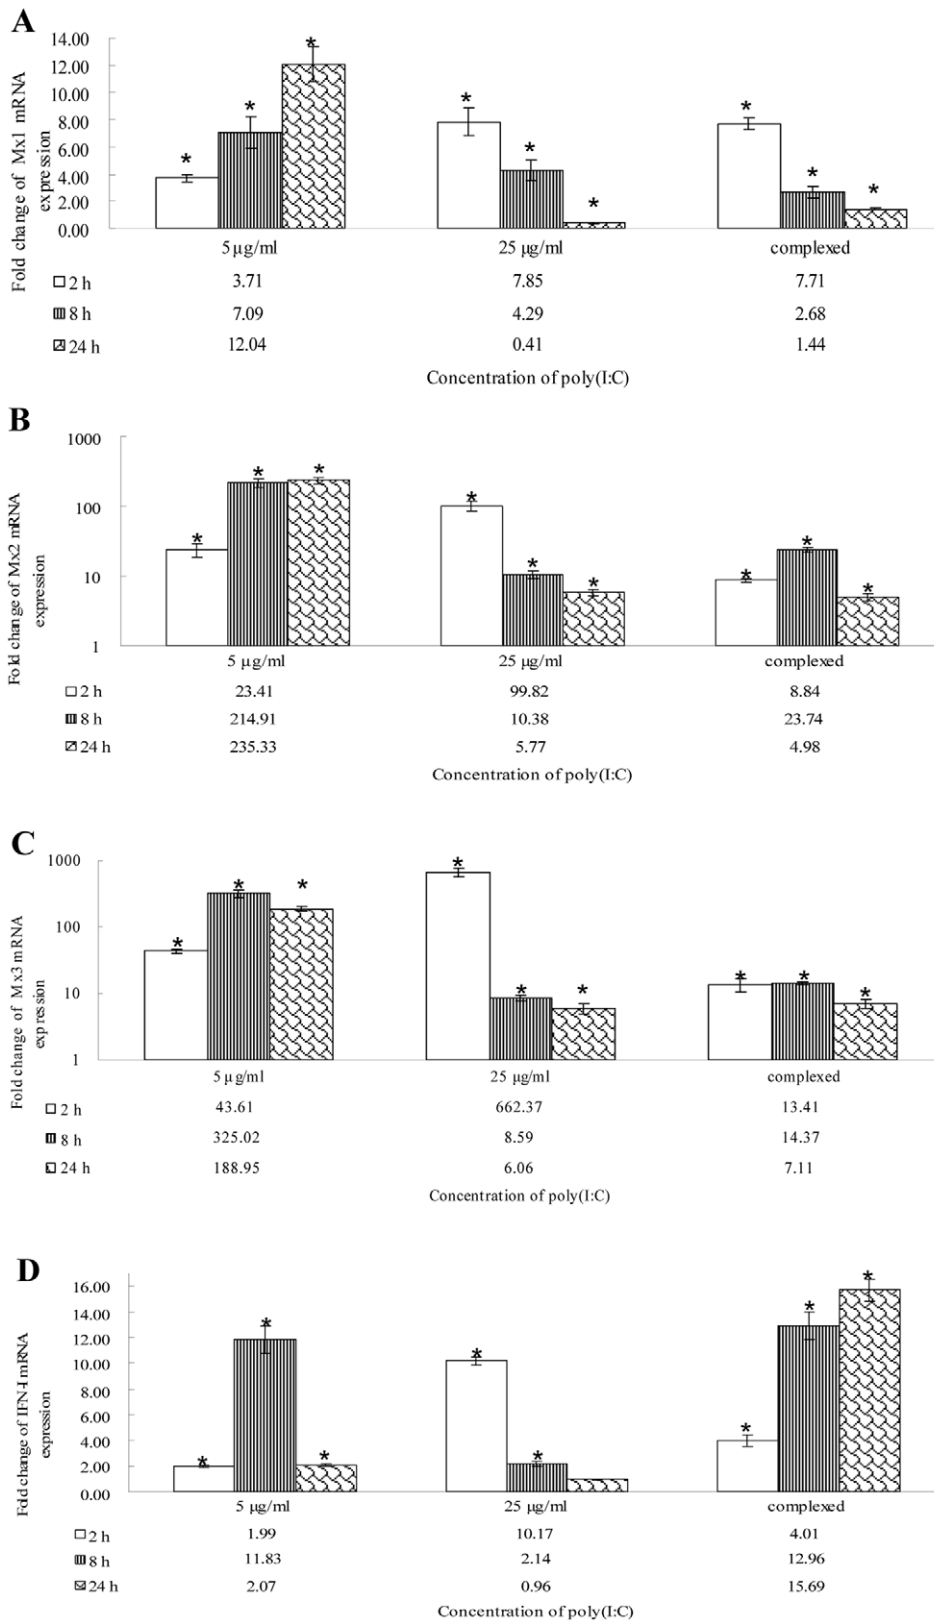 A
Fold change of Mx1 mRNA
expression
14.00
12.00
10.00
8.00
6.00
4.00
2.00
0.00
* * * * * * * * *
5 µg/ml 25 µg/ml complexed
2 h 3.71 7.85 7.71
8 h 7.09 4.29 2.68
24 h 12.04 0.41 1.44
Concentration of poly(I:C)
B
Fold change of Mx2 mRNA
expression
1000
100
10
1
* * * * * * * * *
5 µg/ml 25 µg/ml complexed
2 h 23.41 99.82 8.84
8 h 214.91 10.38 23.74
24 h 235.33 5.77 4.98
Concentration of poly(I:C)
C
Fold change of Mx3 mRNA
expression
1000
100
10
1
* * * * * * * * *
5 µg/ml 25 µg/ml complexed
2 h 43.61 662.37 13.41
8 h 325.02 8.59 14.37
24 h 188.95 6.06 7.11
Concentration of poly(I:C)
D
Fold change of IFN-I mRNA
expression
16.00
14.00
12.00
10.00
8.00
6.00
4.00
2.00
0.00
* * * * * * * *
5 µg/ml 25 µg/ml complexed
2 h 1.99 10.17 4.01
8 h 11.83 2.14 12.96
24 h 2.07 0.96 15.69
Concentration of poly(I:C)